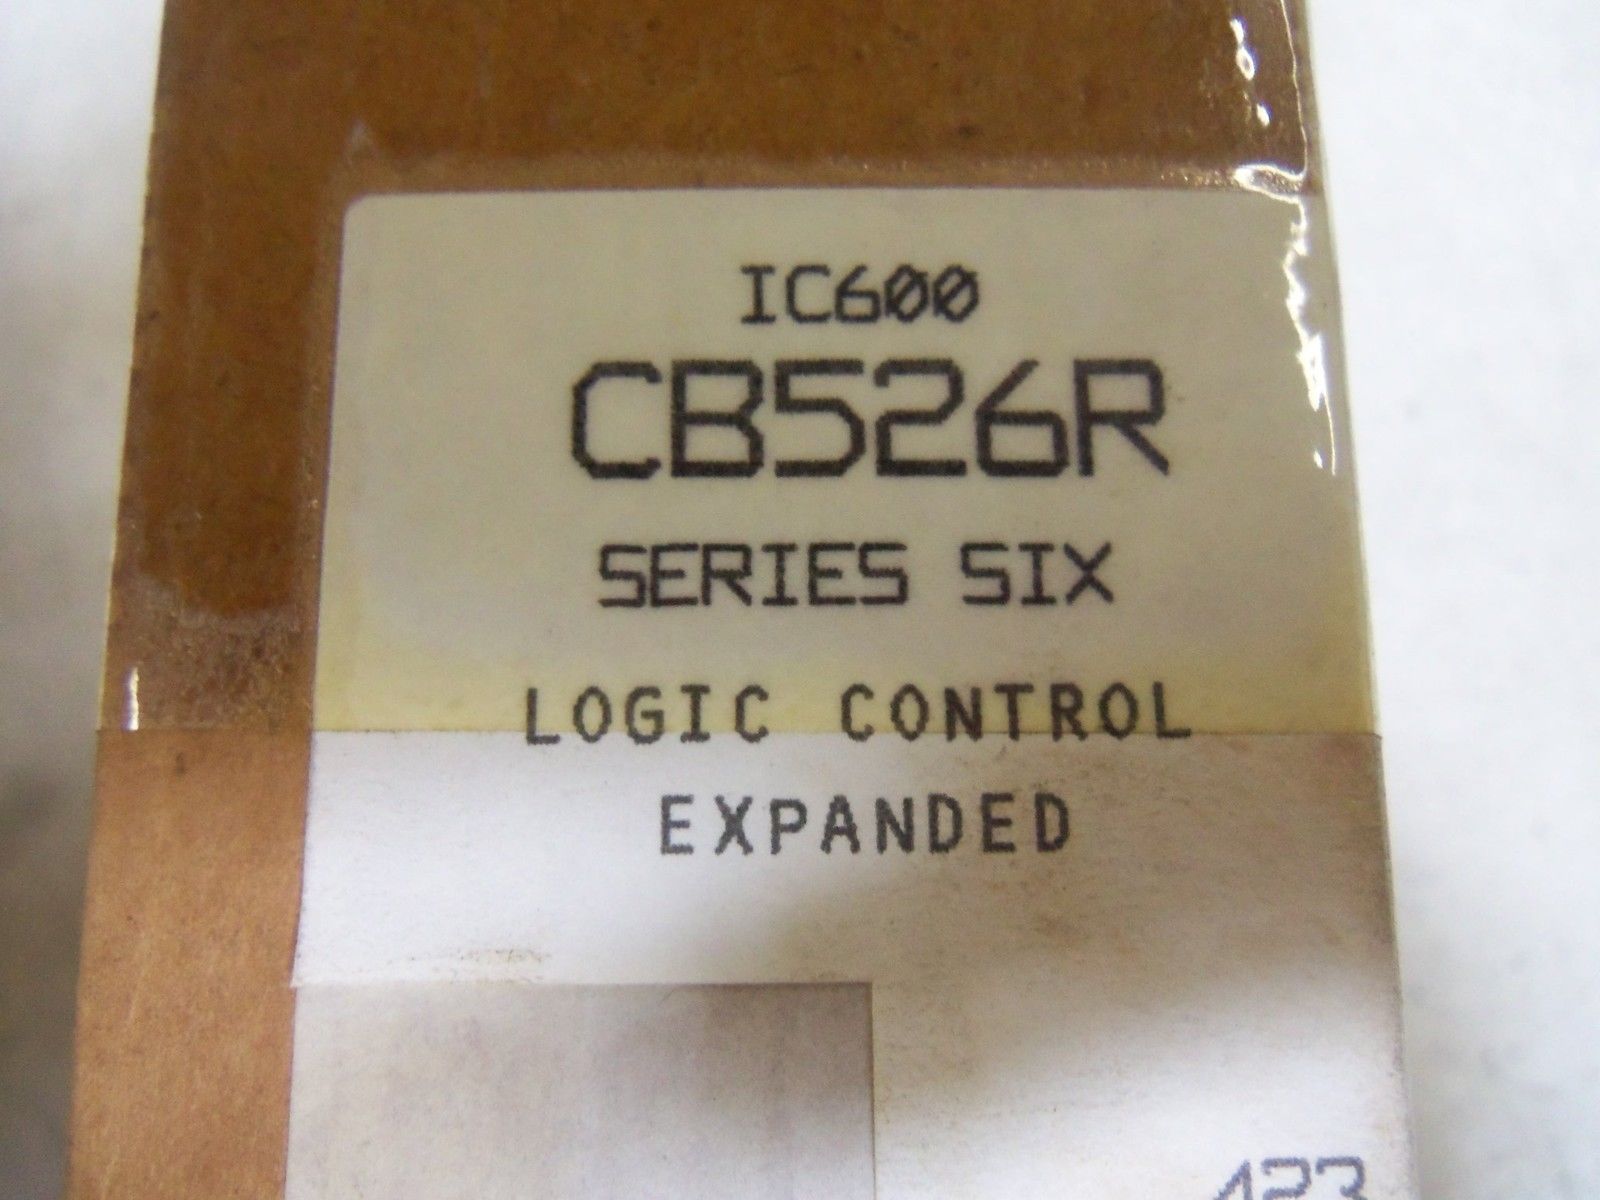 IC600
CB526R
SERIES SIX
LOGIC CONTROL
EXPANDED